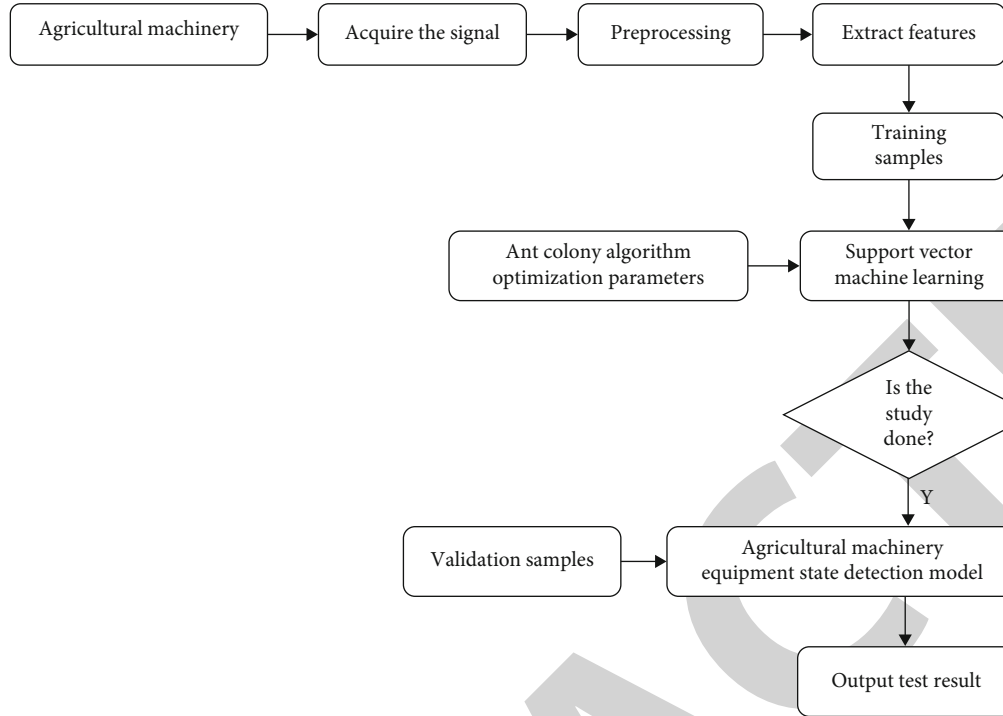 Agricultural machinery
Acquire the signal
Preprocessing
Extract features
Training
samples
Ant colony algorithm
optimization parameters
Support vector
machine learning
Is the
study
done?
Y
Validation samples
Agricultural machinery
equipment state detection model
Output test result